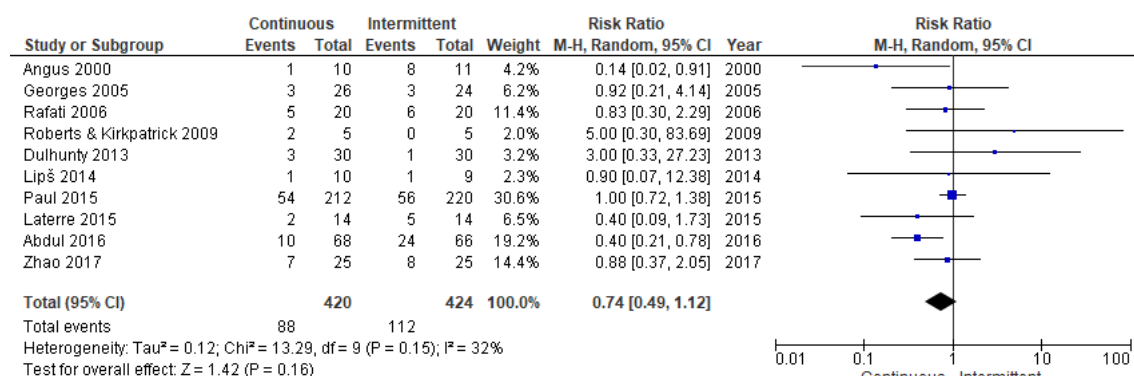 Continuous Intermittent Risk Ratio Risk Ratio
Study or Subgroup Events Total Events Total Weight M-H, Random, 95% CI Year M-H, Random, 95% CI
Angus 2000 1 10 8 11 4.2% 0.14 [0.02, 0.91] 2000
Georges 2005 3 26 3 24 6.2% 0.92 [0.21, 4.14] 2005
Rafati 2006 5 20 6 20 11.4% 0.83 [0.30, 2.29] 2006
Roberts & Kirkpatrick 2009 2 5 0 5 2.0% 5.00 [0.30, 83.69] 2009
Dulhunty 2013 3 30 1 30 3.2% 3.00 [0.33, 27.23] 2013
Lipš 2014 1 10 1 9 2.3% 0.90 [0.07, 12.38] 2014
Paul 2015 54 212 56 220 30.6% 1.00 [0.72, 1.38] 2015
Laterre 2015 2 14 5 14 6.5% 0.40 [0.09, 1.73] 2015
Abdul 2016 10 68 24 66 19.2% 0.40 [0.21, 0.78] 2016
Zhao 2017 7 25 8 25 14.4% 0.88 [0.37, 2.05] 2017
Total (95% CI) 420 424 100.0% 0.74 [0.49, 1.12]
Total events 88 112
Heterogeneity: Tau² = 0.12; Chi² = 13.29, df = 9 (P = 0.15); I² = 32%
Test for overall effect: Z = 1.42 (P = 0.16)
0.01 0.1 1 10 100
Continuous Intermittent